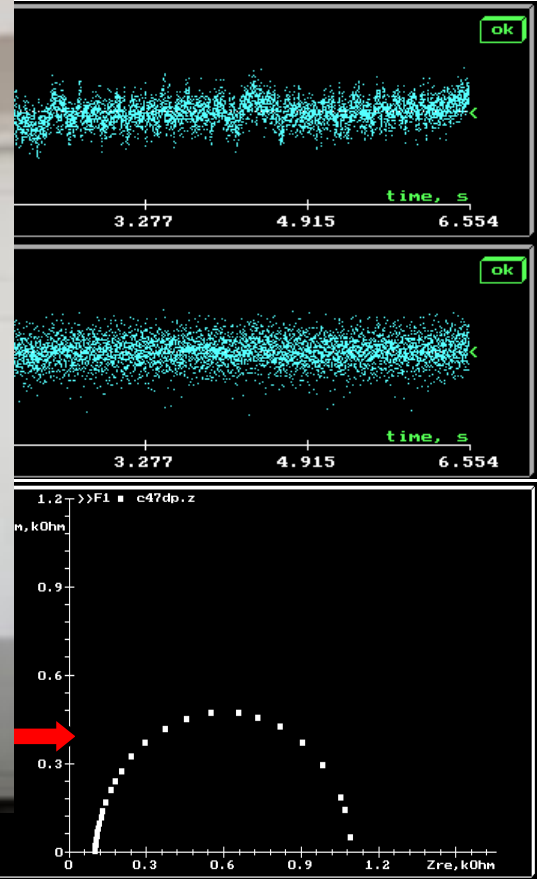 ok
time, s
3.277 4.915 6.554
ok
time, s
3.277 4.915 6.554
1.2 >>F1 ▪ c47dp.z
m,kOhm
0.9
0.6
0.3
0
0 0.3 0.6 0.9 1.2 Zre,kOhm